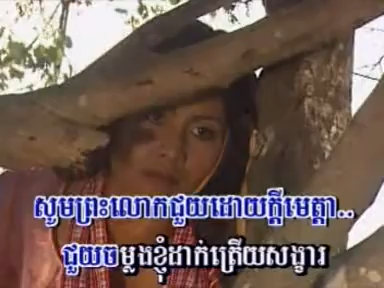 សូមព្រះលោកជួយដោយក្ដីមេត្តា..
ជួយចម្លងខ្ញុំដាក់ត្រើយសង្ខារ